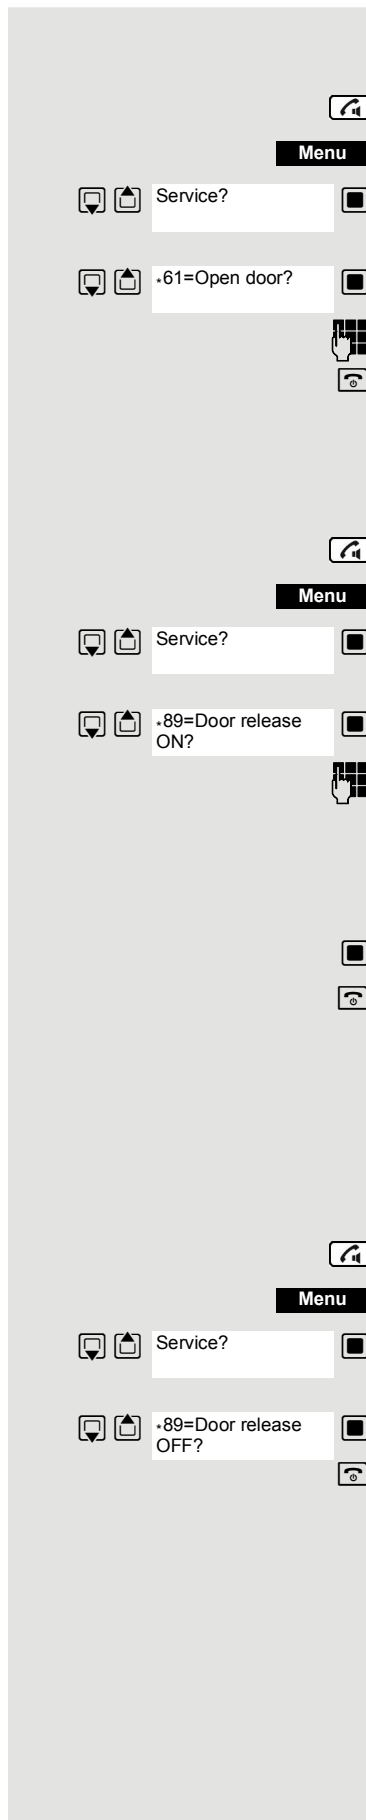 Menu
Service?
*61=Open door?
Menu
Service?
*89=Door release
ON?
Menu
Service?
*89=Door release
OFF?